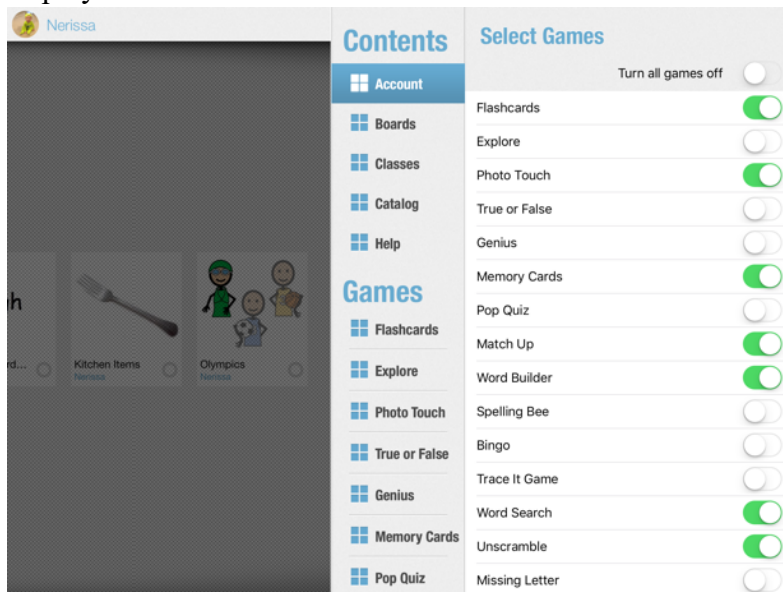 Nerissa
h
rd...
Kitchen Items
Nerissa
Olympics
Nerissa
Contents
Account
Boards
Classes
Catalog
Help
Games
Flashcards
Explore
Photo Touch
True or False
Genius
Memory Cards
Pop Quiz
Select Games
Turn all games off
Flashcards
Explore
Photo Touch
True or False
Genius
Memory Cards
Pop Quiz
Match Up
Word Builder
Spelling Bee
Bingo
Trace It Game
Word Search
Unscramble
Missing Letter